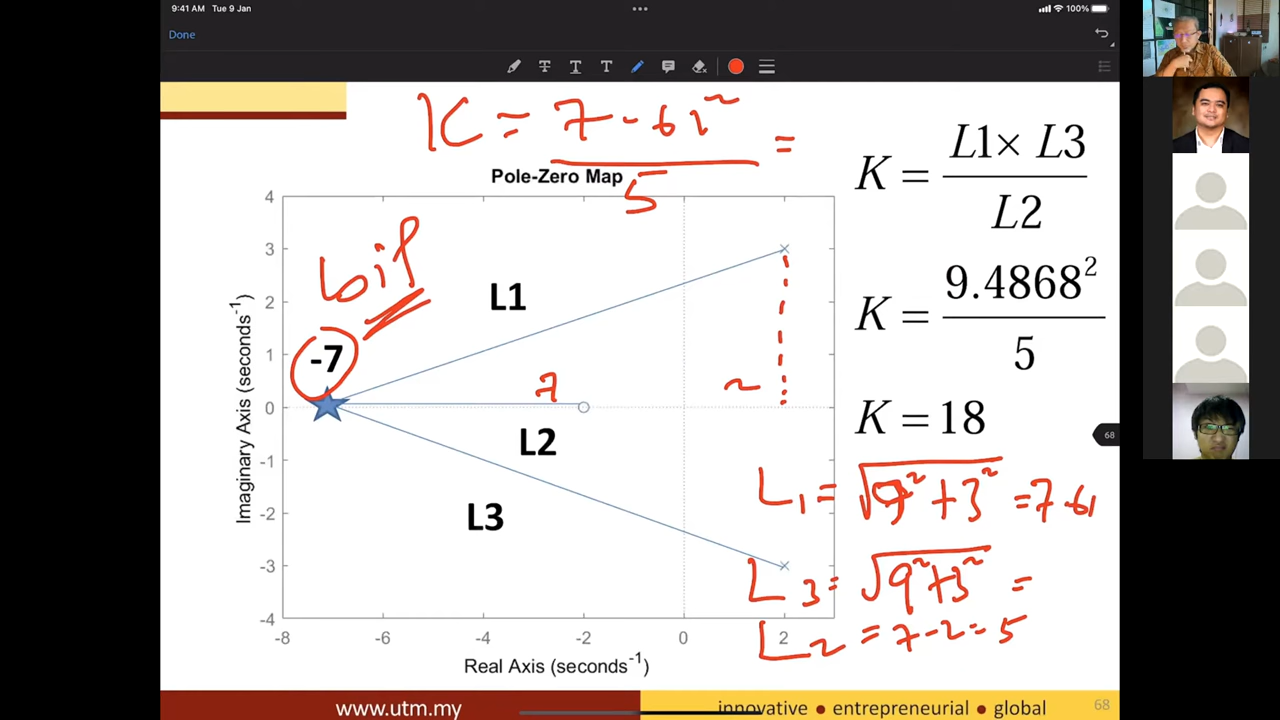 9:41 AM Tue 9 Jan
100%
Done
K = 7.61²
5
=
Pole-Zero Map
K = L1× L3
L2
K = 9.4868²
5
K = 18
Imaginary Axis (seconds⁻¹)
4
3
2
1
0
-1
-2
-3
-4
bip
-7
L1
7
2
L2
L3
L1 = √9²+3² = 7.61
L3 = √9²+3² =
L2 = 7-2 = 5
-8
-6
-4
-2
0
2
Real Axis (seconds⁻¹)
68
www.utm.my
innovative ● entrepreneurial ● global
68